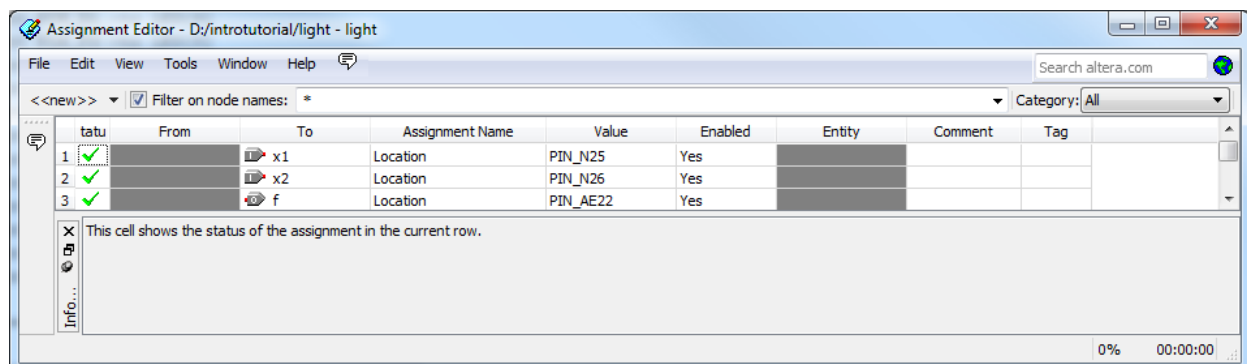 Assignment Editor - D:/introtutorial/light - light
File Edit View Tools Window Help Search altera.com
<<new>> Filter on node names: * Category: All
tatu From To Assignment Name Value Enabled Entity Comment Tag
1 x1 Location PIN_N25 Yes
2 x2 Location PIN_N26 Yes
3 f Location PIN_AE22 Yes
This cell shows the status of the assignment in the current row.
Info...
0% 00:00:00